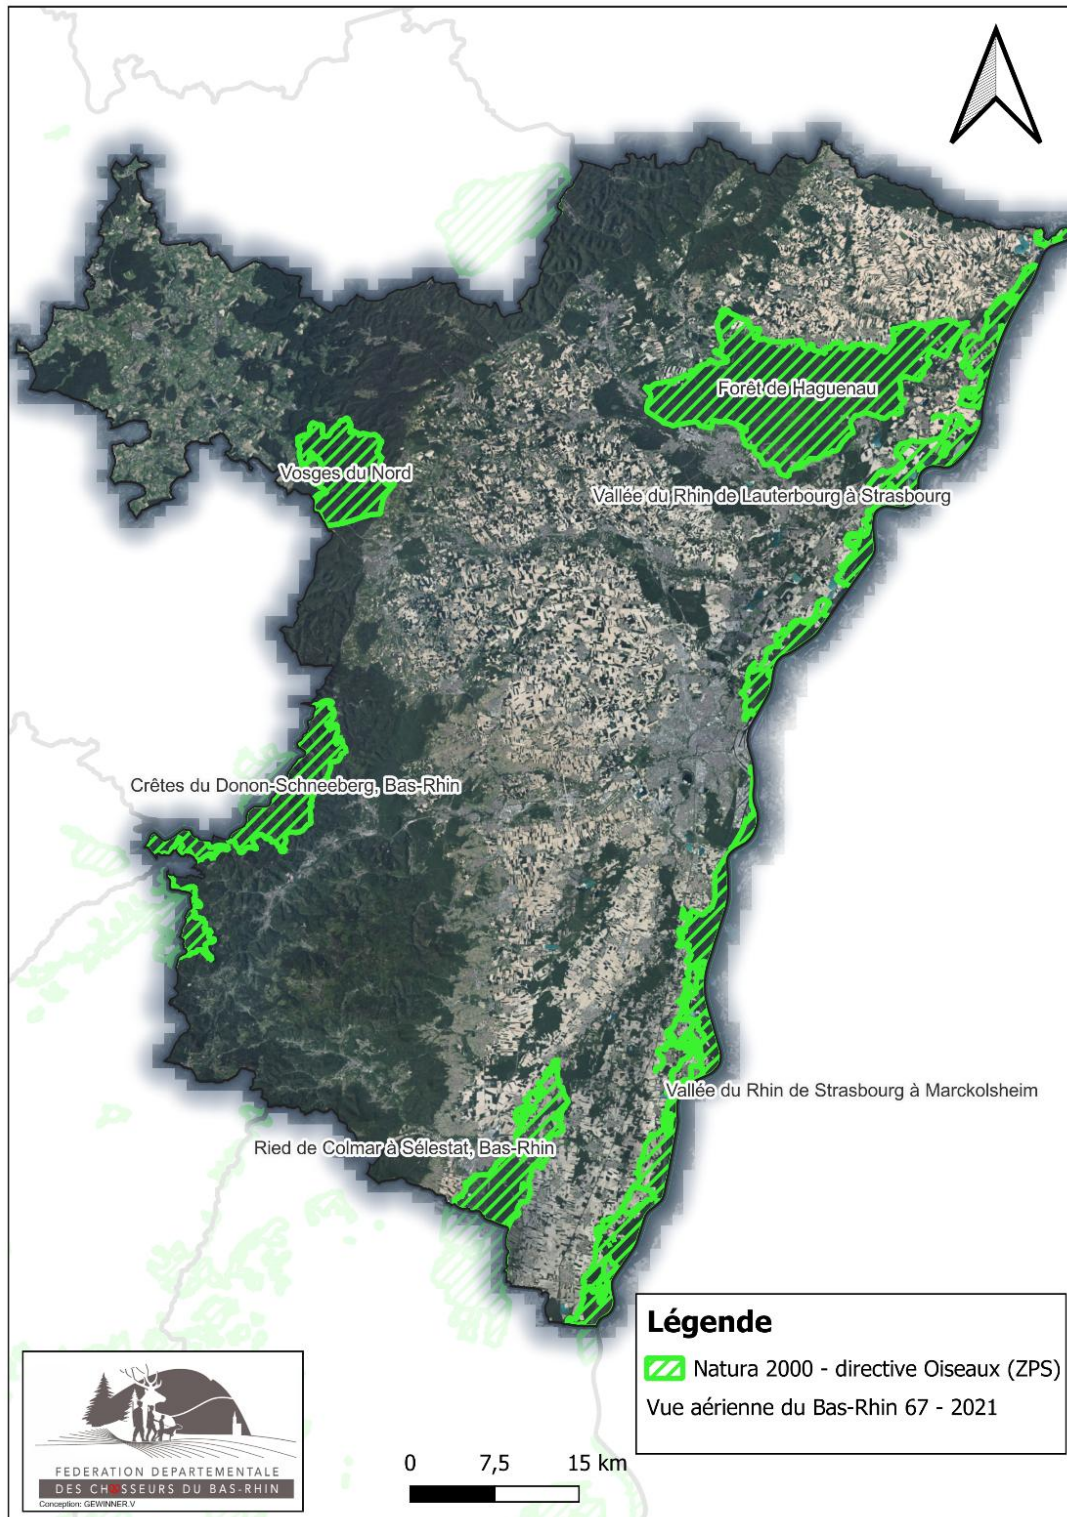 Forêt de Haguenau
Vosges du Nord
Vallée du Rhin de Lauterbourg à Strasbourg
Crêtes du Donon-Schneeberg, Bas-Rhin
Vallée du Rhin de Strasbourg à Marckolsheim
Ried de Colmar à Sélestat, Bas-Rhin
Légende
Natura 2000 - directive Oiseaux (ZPS)
Vue aérienne du Bas-Rhin 67 - 2021
FEDERATION DEPARTEMENTALE
DES CHASSEURS DU BAS-RHIN
Conception: GEWINNER.V
0 7,5 15 km